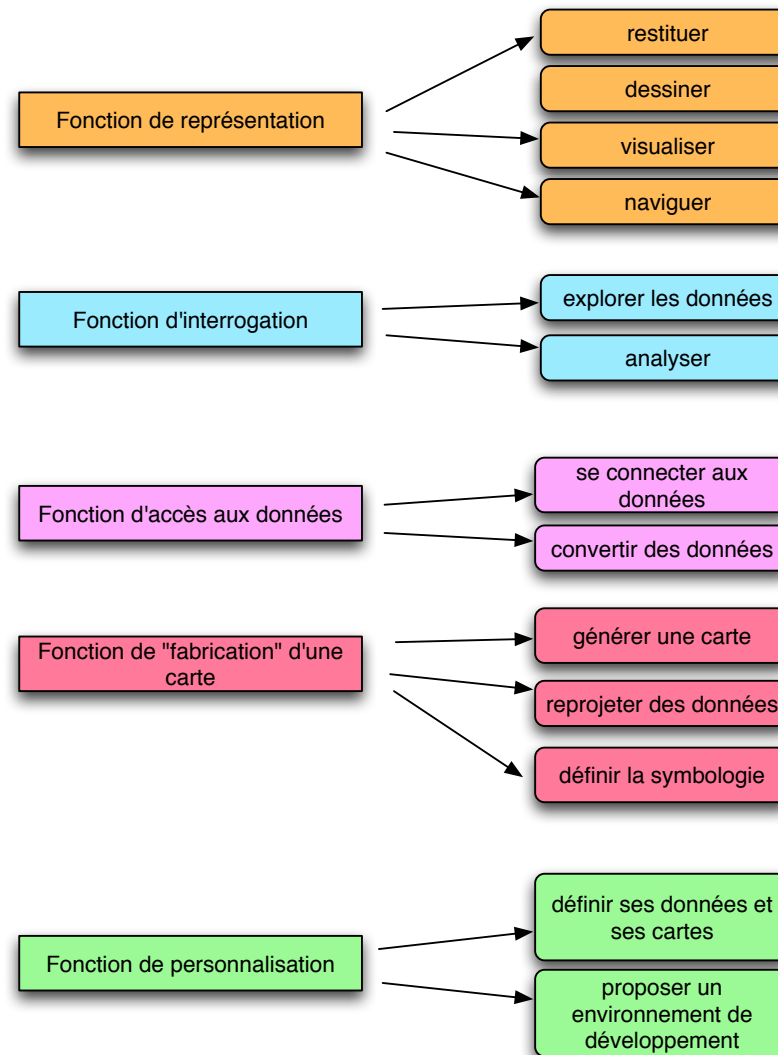 Fonction de représentation
restituer
dessiner
visualiser
naviguer
Fonction d'interrogation
explorer les données
analyser
Fonction d'accès aux données
se connecter aux
données
convertir des données
Fonction de "fabrication" d'une
carte
générer une carte
reprojeter des données
définir la symbologie
Fonction de personnalisation
définir ses données et
ses cartes
proposer un
environnement de
développement